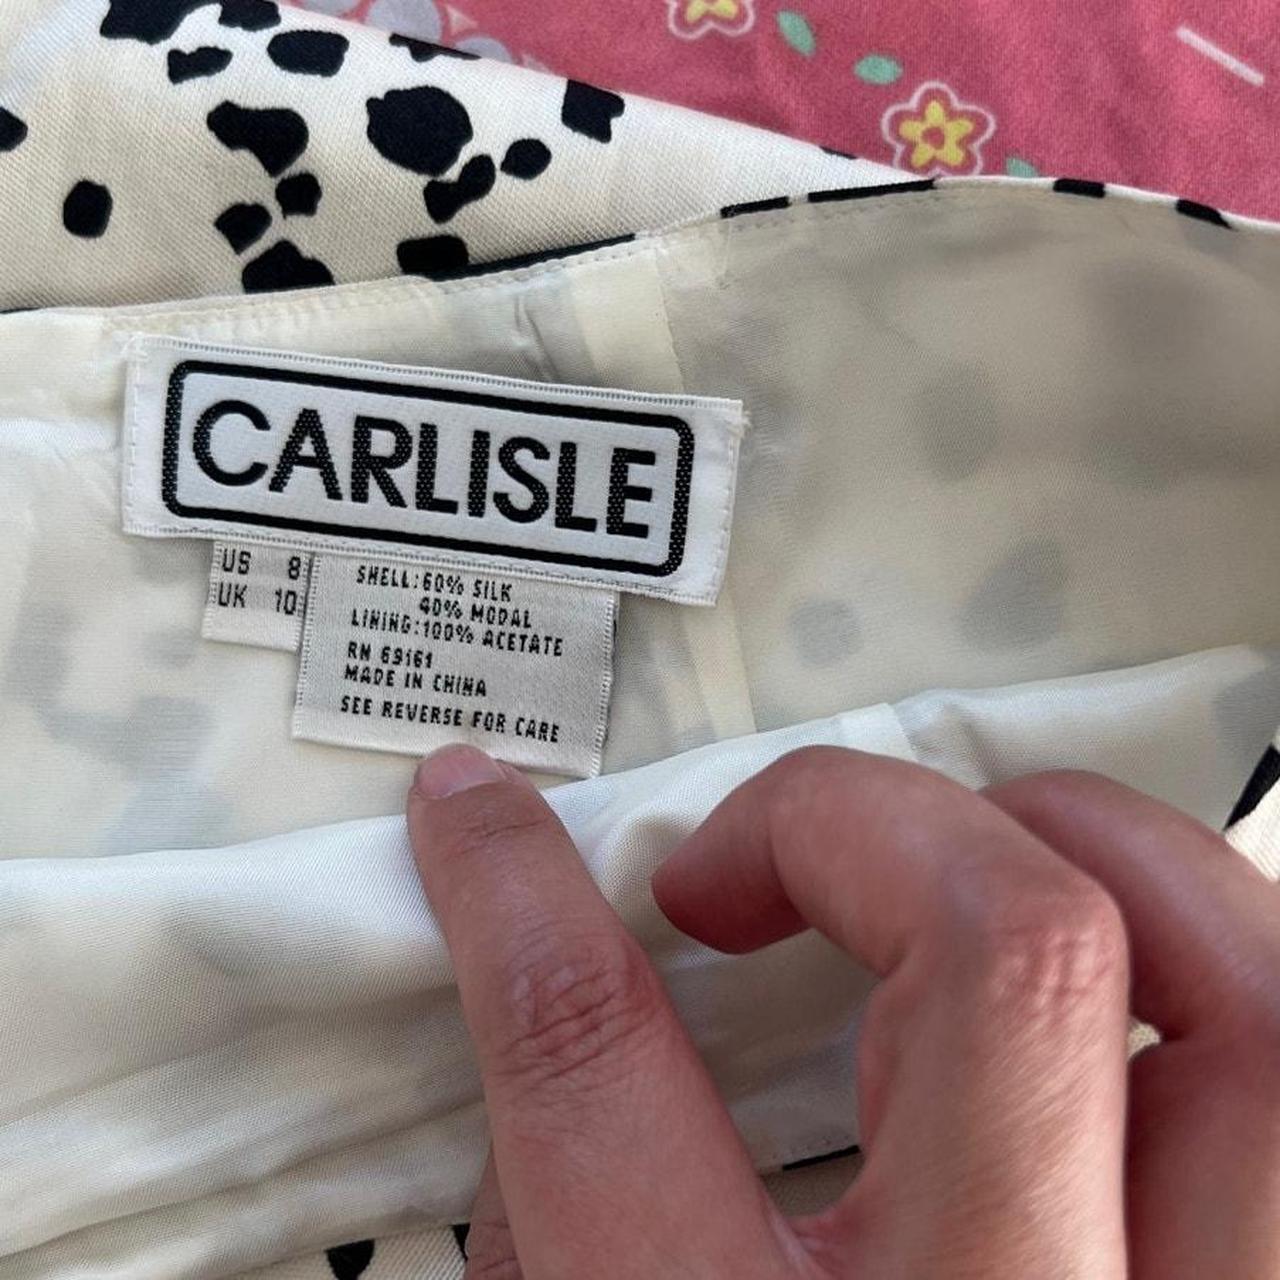 CARLISLE
US 8
UK 10
SHELL:60% SILK
40% MODAL
LINING:100% ACETATE
RN 69161
MADE IN CHINA
SEE REVERSE FOR CARE